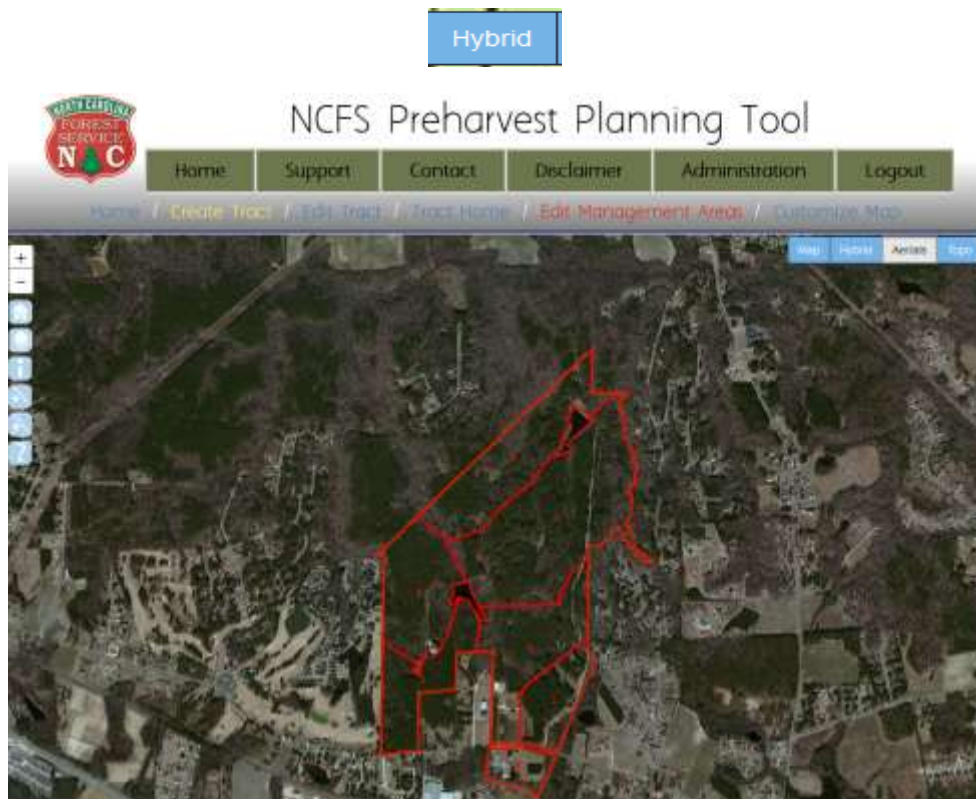 Hybrid
NORTH CAROLINA
FOREST
SERVICE
N C
NCFS Preharvest Planning Tool
Home Support Contact Disclaimer Administration Logout
Home / Create Tract / Edit Tract / Tract Home / Edit Management Areas / Customize Map
+
−
Map Hybrid Aerials Topo
i
?